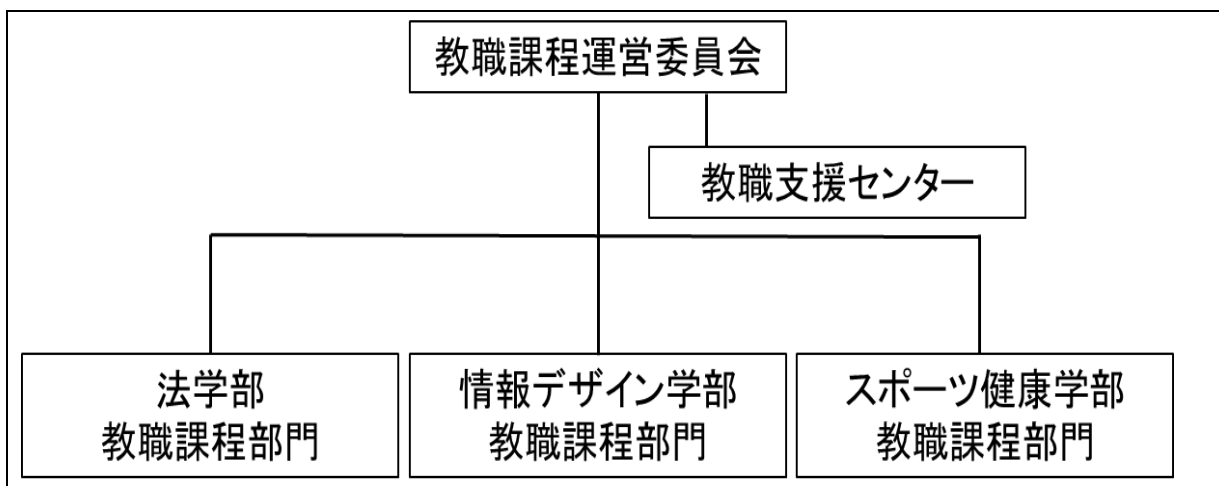 教職課程運営委員会
教職支援センター
法学部
教職課程部門
情報デザイン学部
教職課程部門
スポーツ健康学部
教職課程部門